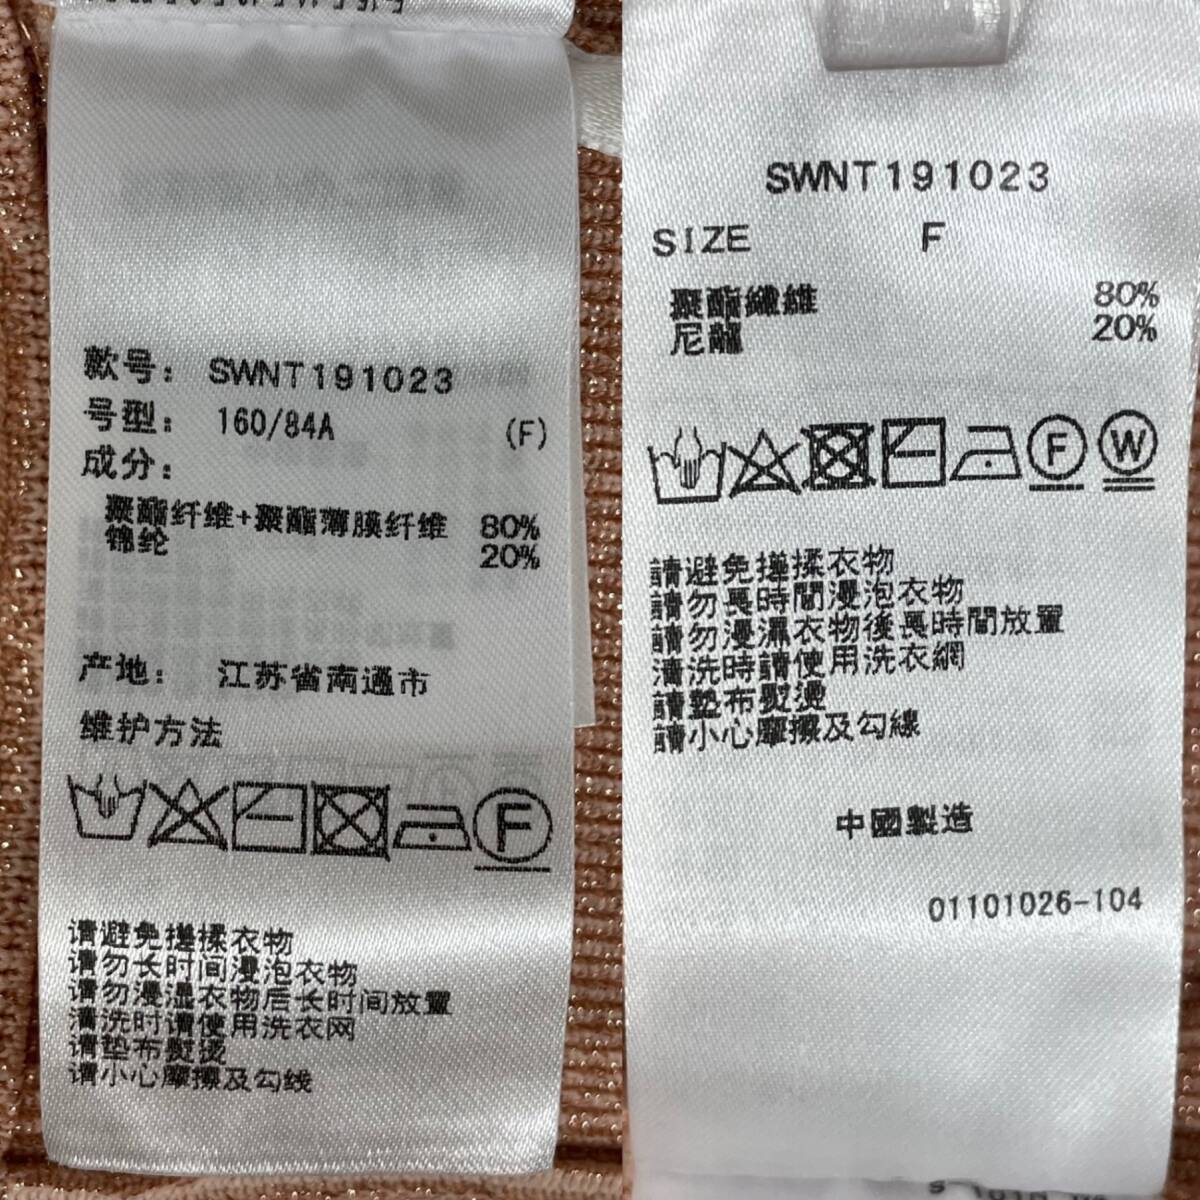 款号: SWNT191023
号型: 160/84A (F)
成分:
聚酯纤维+聚酯薄膜纤维 80%
锦纶 20%
产地: 江苏省南通市
维护方法
F
请避免搓揉衣物
请勿长时间浸泡衣物
请勿浸湿衣物后长时间放置
清洗时请使用洗衣网
请垫布熨烫
请小心摩擦及勾线
SWNT191023
SIZE F
聚酯纖維 80%
尼龍 20%
F W
請避免搓揉衣物
請勿長時間浸泡衣物
請勿浸濕衣物後長時間放置
清洗時請使用洗衣網
請墊布熨燙
請小心摩擦及勾線
中國製造
01101026-104